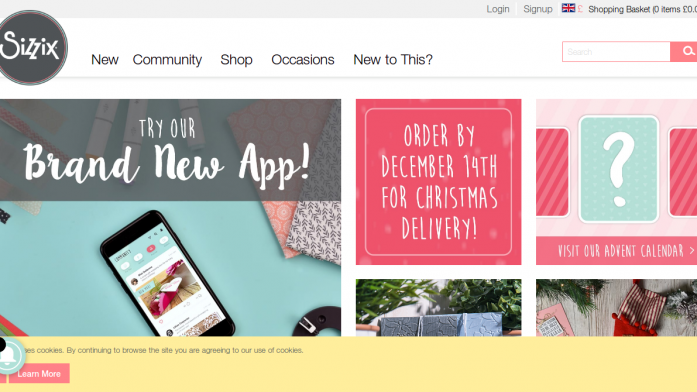 Login Signup £ Shopping Basket (0 items £0.0
Sizzix
New Community Shop Occasions New to This?
Search
TRY OUR
Brand New App!
ORDER BY
DECEMBER 14TH
FOR CHRISTMAS
DELIVERY!
?
VISIT OUR ADVENT CALENDAR >
es cookies. By continuing to browse the site you are agreeing to our use of cookies.
Learn More